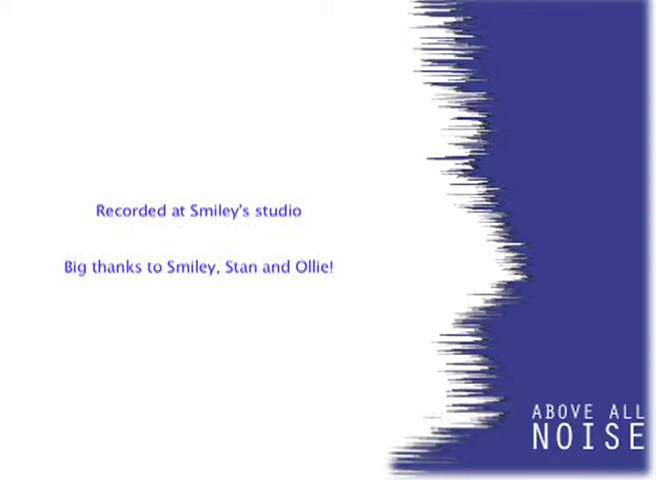 Recorded at Smiley's studio
Big thanks to Smiley, Stan and Ollie!
ABOVE ALL
NOISE